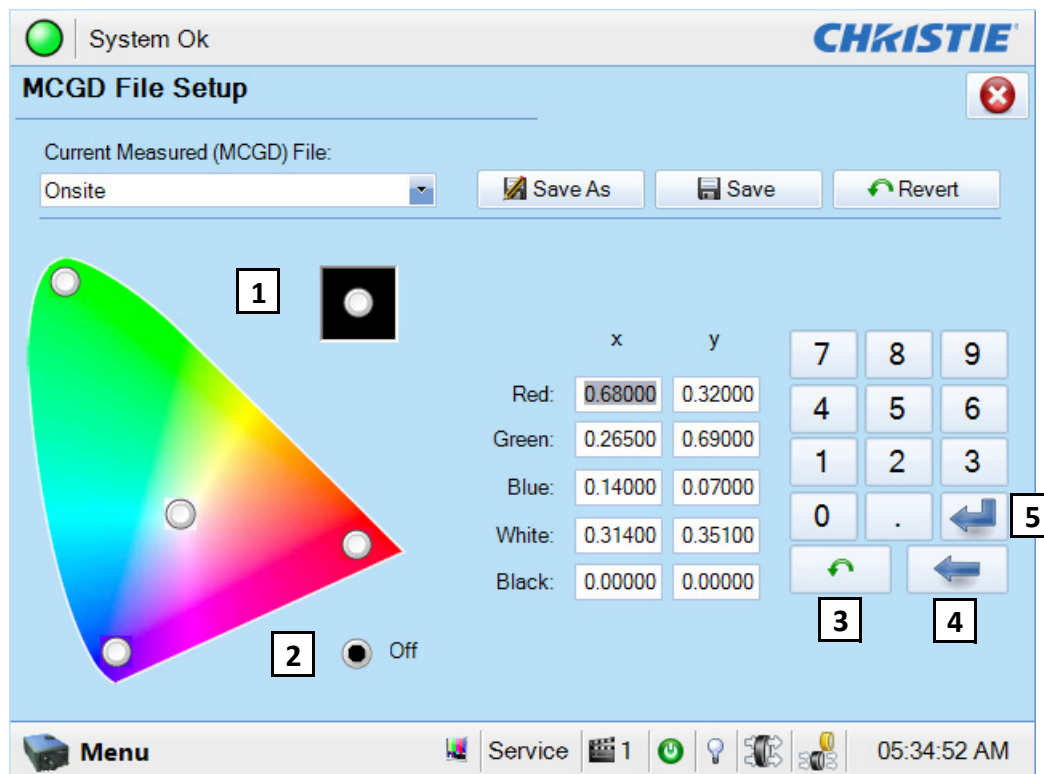 System Ok
CHRISTIE
MCGD File Setup
Current Measured (MCGD) File:
Onsite
Save As
Save
Revert
1
x y
7 8 9
Red: 0.68000 0.32000
4 5 6
Green: 0.26500 0.69000
1 2 3
Blue: 0.14000 0.07000
0 .
5
White: 0.31400 0.35100
Black: 0.00000 0.00000
3
4
2
Off
Menu
Service
1
05:34:52 AM